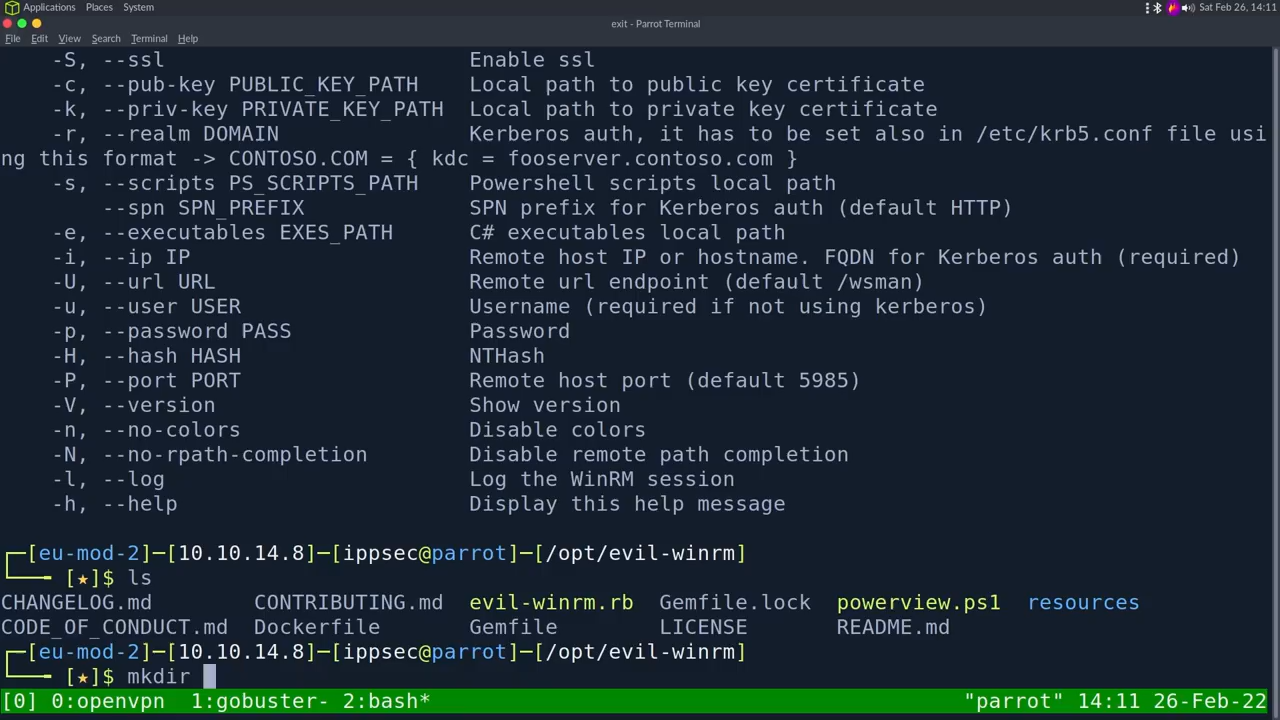 Applications Places System Sat Feb 26, 14:11
exit - Parrot Terminal
File Edit View Search Terminal Help
-S, --ssl Enable ssl
-c, --pub-key PUBLIC_KEY_PATH Local path to public key certificate
-k, --priv-key PRIVATE_KEY_PATH Local path to private key certificate
-r, --realm DOMAIN Kerberos auth, it has to be set also in /etc/krb5.conf file usi
ng this format -> CONTOSO.COM = { kdc = fooserver.contoso.com }
-s, --scripts PS_SCRIPTS_PATH Powershell scripts local path
--spn SPN_PREFIX SPN prefix for Kerberos auth (default HTTP)
-e, --executables EXES_PATH C# executables local path
-i, --ip IP Remote host IP or hostname. FQDN for Kerberos auth (required)
-U, --url URL Remote url endpoint (default /wsman)
-u, --user USER Username (required if not using kerberos)
-p, --password PASS Password
-H, --hash HASH NTHash
-P, --port PORT Remote host port (default 5985)
-V, --version Show version
-n, --no-colors Disable colors
-N, --no-rpath-completion Disable remote path completion
-l, --log Log the WinRM session
-h, --help Display this help message
┌─[eu-mod-2]─[10.10.14.8]─[ippsec@parrot]─[/opt/evil-winrm]
└──╼ [★]$ ls
CHANGELOG.md CONTRIBUTING.md evil-winrm.rb Gemfile.lock powerview.ps1 resources
CODE_OF_CONDUCT.md Dockerfile Gemfile LICENSE README.md
┌─[eu-mod-2]─[10.10.14.8]─[ippsec@parrot]─[/opt/evil-winrm]
└──╼ [★]$ mkdir
[0] 0:openvpn 1:gobuster- 2:bash* "parrot" 14:11 26-Feb-22